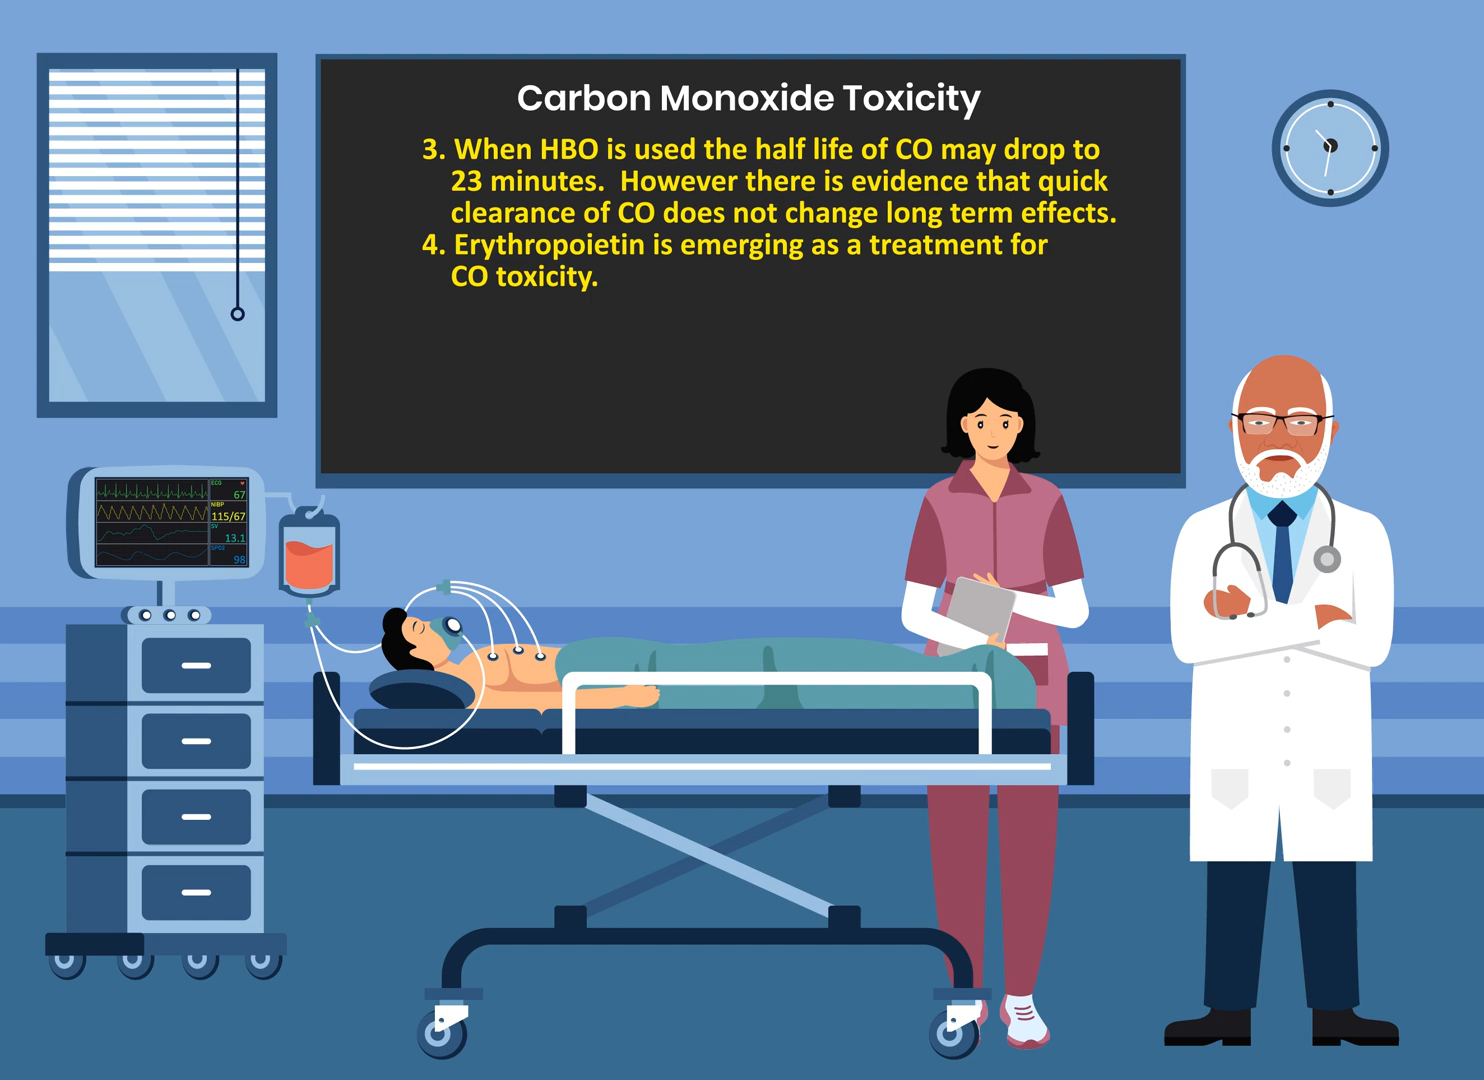 Carbon Monoxide Toxicity
3. When HBO is used the half life of CO may drop to
23 minutes.  However there is evidence that quick
clearance of CO does not change long term effects.
4. Erythropoietin is emerging as a treatment for
CO toxicity.
ECG
67
NIBP
115/67
SV
13.1
SPO2
98